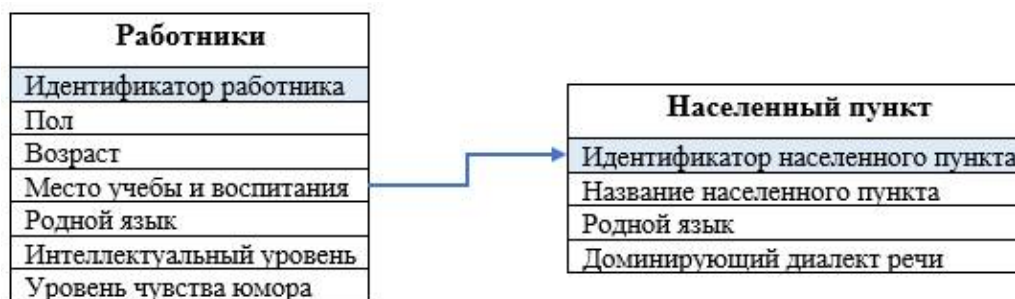 Работники
Идентификатор работника
Пол
Возраст
Место учебы и воспитания
Родной язык
Интеллектуальный уровень
Уровень чувства юмора
Населенный пункт
Идентификатор населенного пункта
Название населенного пункта
Родной язык
Доминирующий диалект речи